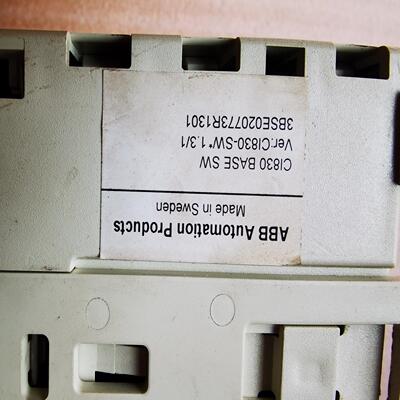 ABB Automation Products
Made in Sweden
CI830 BASE SW
Ver:CI830-SW* 1.3/1
3BSE020773R1301